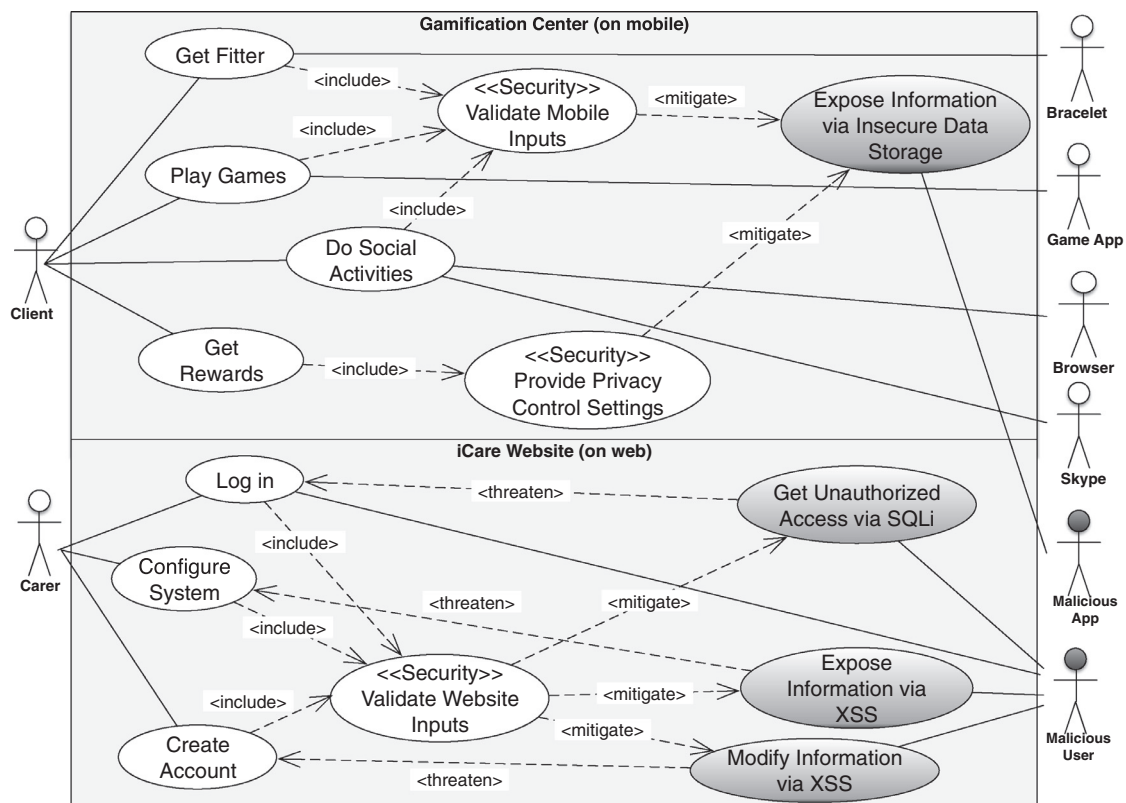 Gamification Center (on mobile)
Get Fitter
<include>
<<Security>>
Validate Mobile
Inputs
<mitigate>
Expose Information
via Insecure Data
Storage
Bracelet
<include>
Play Games
<include>
Game App
<mitigate>
Do Social
Activities
Client
Browser
Get
Rewards
<include>
<<Security>>
Provide Privacy
Control Settings
Skype
iCare Website (on web)
Log in
<threaten>
Get Unauthorized
Access via SQLi
Carer
<include>
Configure
System
<threaten>
<mitigate>
Malicious
App
<include>
<<Security>>
Validate Website
Inputs
<mitigate>
Expose
Information via
XSS
<include>
<mitigate>
Create
Account
<threaten>
Modify Information
via XSS
Malicious
User